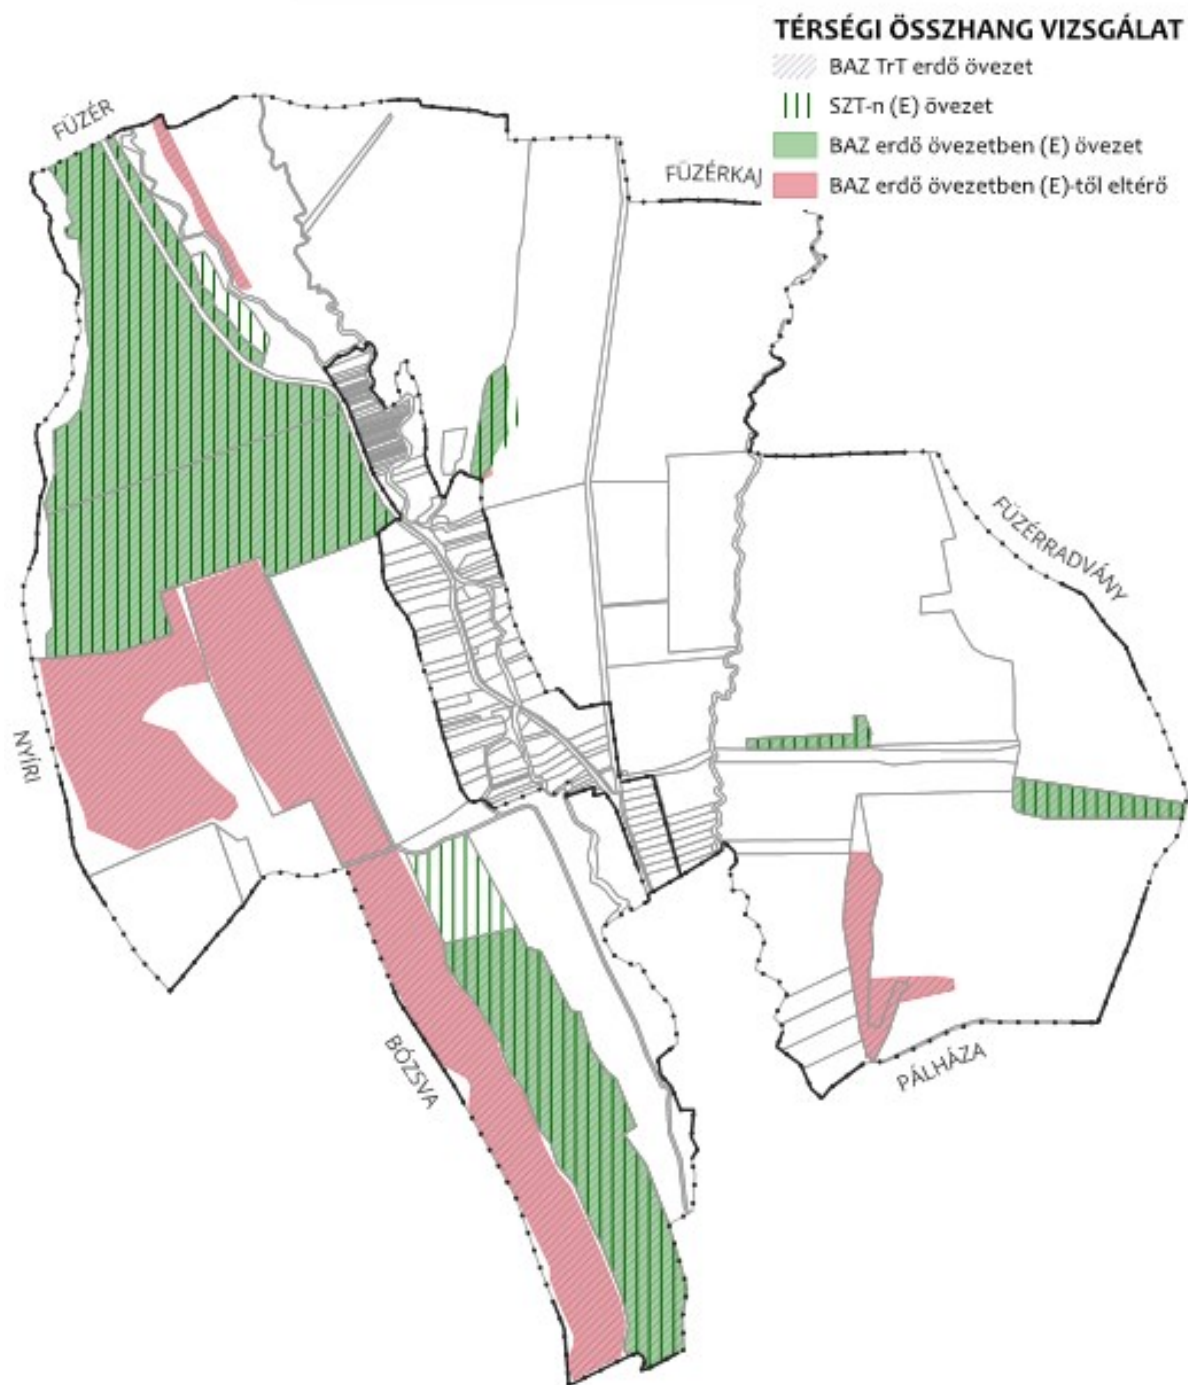 TÉRSÉGI ÖSSZHANG VIZSGÁLAT
BAZ TrT erdő övezet
SZT-n (E) övezet
BAZ erdő övezetben (E) övezet
BAZ erdő övezetben (E)-től eltérő
FÜZÉR
FÜZÉRKAJ
FÜZÉRRADVÁNY
NYÍRI
BÓZSVA
PÁLHÁZA